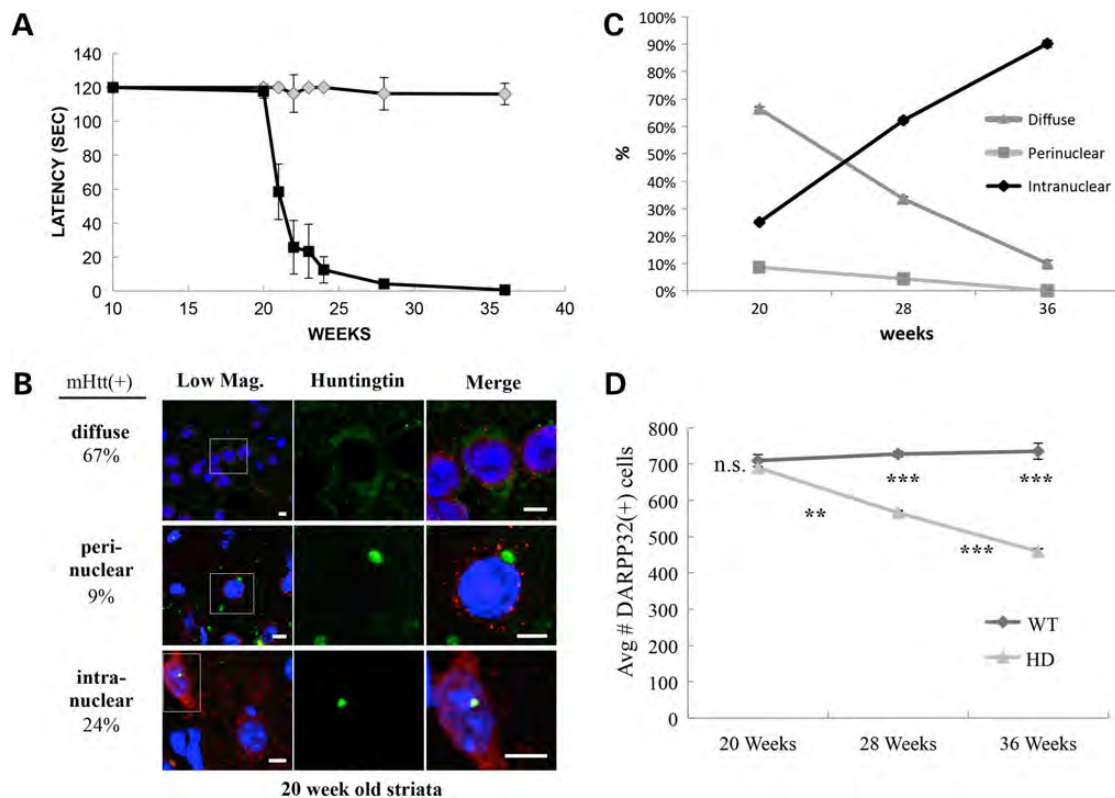 A
LATENCY (SEC)
140
120
100
80
60
40
20
0
10 15 20 25 30 35 40
WEEKS
B
mHtt(+) Low Mag. Huntingtin Merge
diffuse
67%
peri-
nuclear
9%
intra-
nuclear
24%
20 week old striata
C
%
100%
90%
80%
70%
60%
50%
40%
30%
20%
10%
0%
Diffuse
Perinuclear
Intranuclear
20 28 36
weeks
D
Avg # DARPP32(+) cells
800
700
600
500
400
300
200
100
0
n.s.
*** ***
**
***
WT
HD
20 Weeks 28 Weeks 36 Weeks